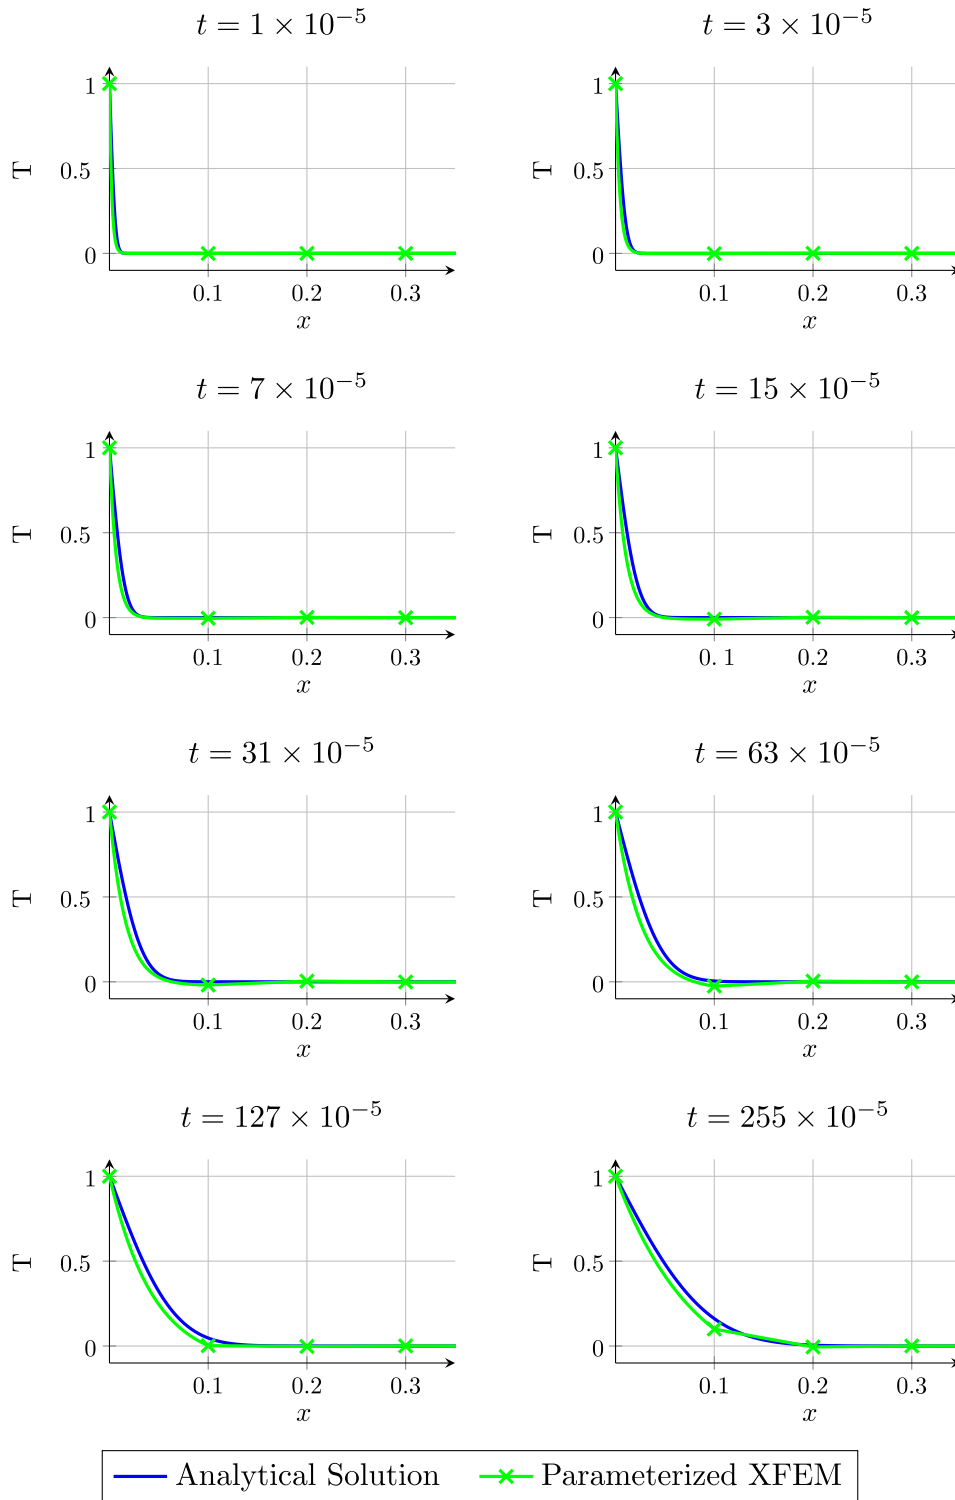 t = 1 × 10⁻⁵
t = 3 × 10⁻⁵
1
0.5
0
T
0.1 0.2 0.3
x
1
0.5
0
T
0.1 0.2 0.3
x
t = 7 × 10⁻⁵
t = 15 × 10⁻⁵
1
0.5
0
T
0.1 0.2 0.3
x
1
0.5
0
T
0.1 0.2 0.3
x
t = 31 × 10⁻⁵
t = 63 × 10⁻⁵
1
0.5
0
T
0.1 0.2 0.3
x
1
0.5
0
T
0.1 0.2 0.3
x
t = 127 × 10⁻⁵
t = 255 × 10⁻⁵
1
0.5
0
T
0.1 0.2 0.3
x
1
0.5
0
T
0.1 0.2 0.3
x
Analytical Solution Parameterized XFEM